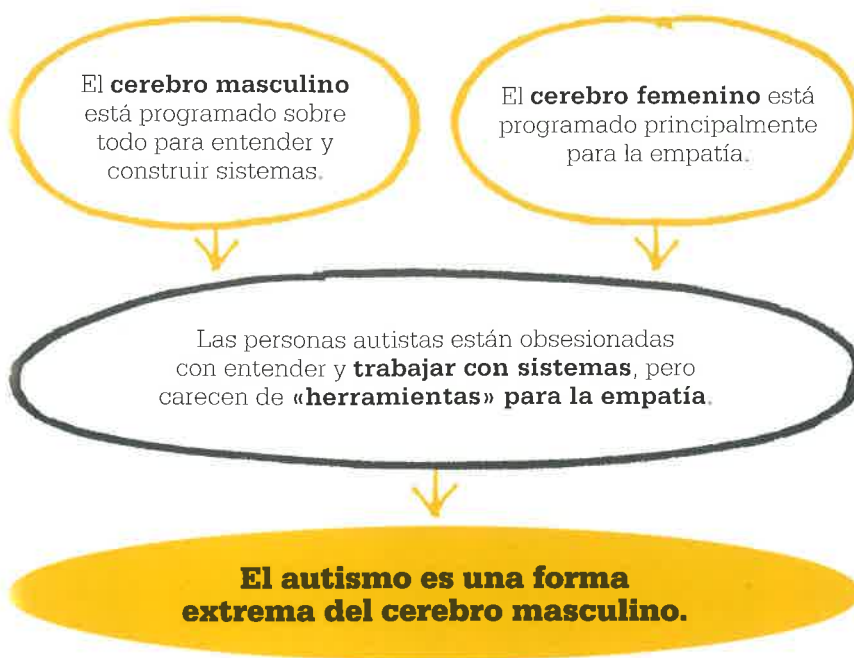 El cerebro masculino
está programado sobre
todo para entender y
construir sistemas.
El cerebro femenino está
programado principalmente
para la empatía.
Las personas autistas están obsesionadas
con entender y trabajar con sistemas, pero
carecen de «herramientas» para la empatía.
El autismo es una forma
extrema del cerebro masculino.